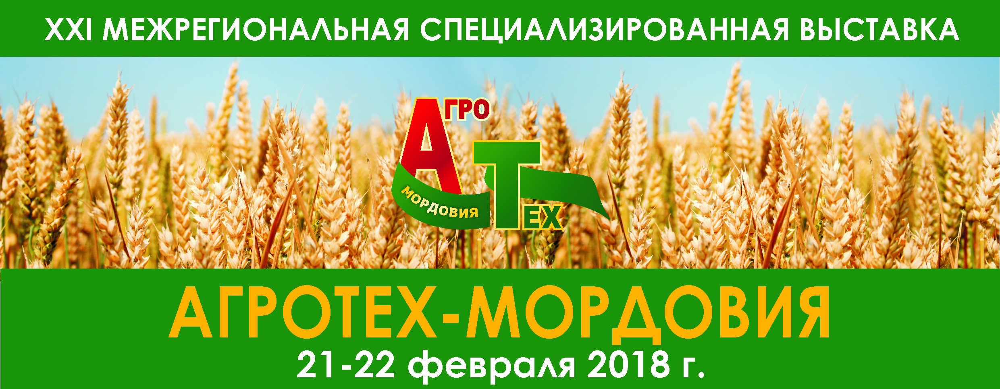 XXI МЕЖРЕГИОНАЛЬНАЯ СПЕЦИАЛИЗИРОВАННАЯ ВЫСТАВКА
АГРО
ТЕХ
МОРДОВИЯ
АГРОТЕХ-МОРДОВИЯ
21-22 февраля 2018 г.